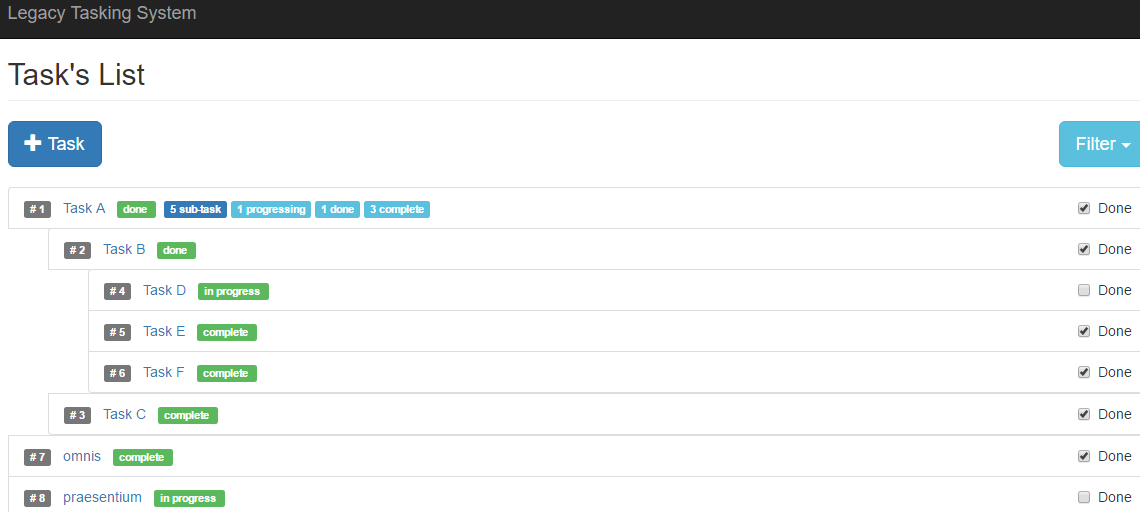 Legacy Tasking System
Task's List
+ Task
Filter
# 1 Task A done 5 sub-task 1 progressing 1 done 3 complete Done
# 2 Task B done Done
# 4 Task D in progress Done
# 5 Task E complete Done
# 6 Task F complete Done
# 3 Task C complete Done
# 7 omnis complete Done
# 8 praesentium in progress Done